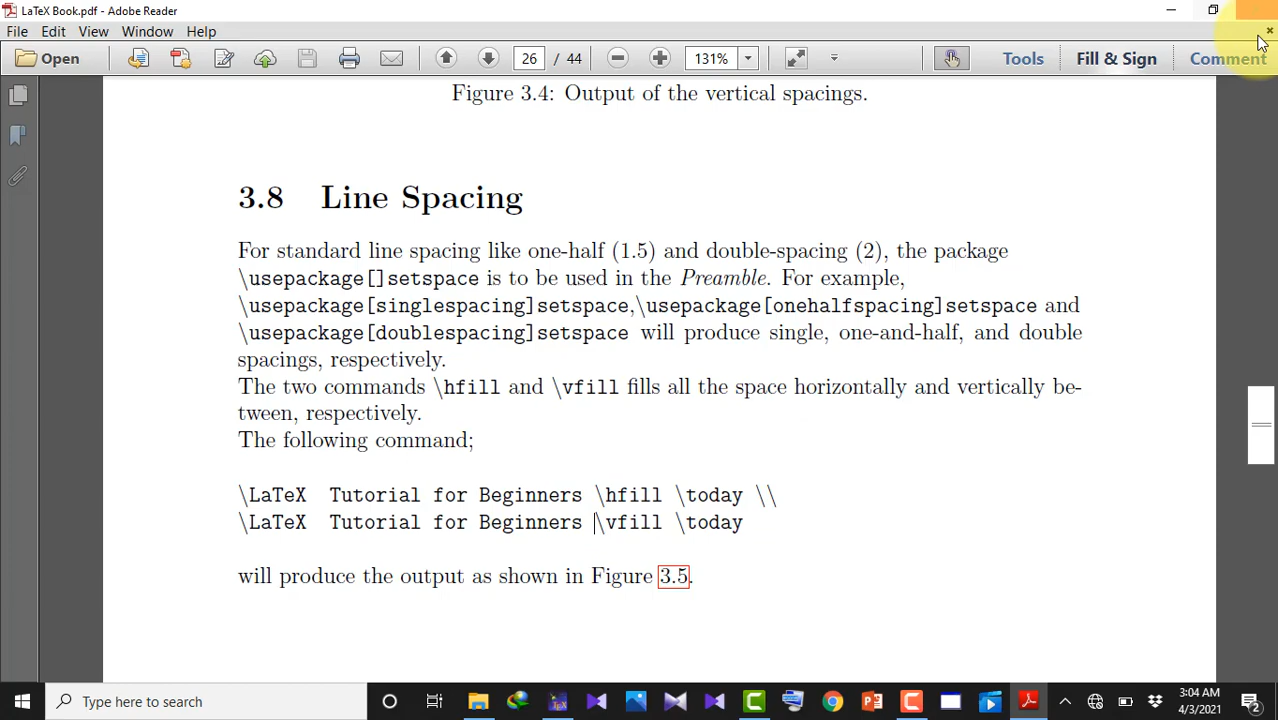 LaTeX Book.pdf - Adobe Reader
File Edit View Window Help
Open 26 / 44 131% Tools Fill & Sign Comment
Figure 3.4: Output of the vertical spacings.
3.8 Line Spacing
For standard line spacing like one-half (1.5) and double-spacing (2), the package
\usepackage[]setspace is to be used in the Preamble. For example,
\usepackage[singlespacing]setspace,\usepackage[onehalfspacing]setspace and
\usepackage[doublespacing]setspace will produce single, one-and-half, and double
spacings, respectively.
The two commands \hfill and \vfill fills all the space horizontally and vertically be-
tween, respectively.
The following command;
\LaTeX Tutorial for Beginners \hfill \today \\
\LaTeX Tutorial for Beginners \vfill \today
will produce the output as shown in Figure 3.5.
Type here to search
3:04 AM
4/3/2021
2